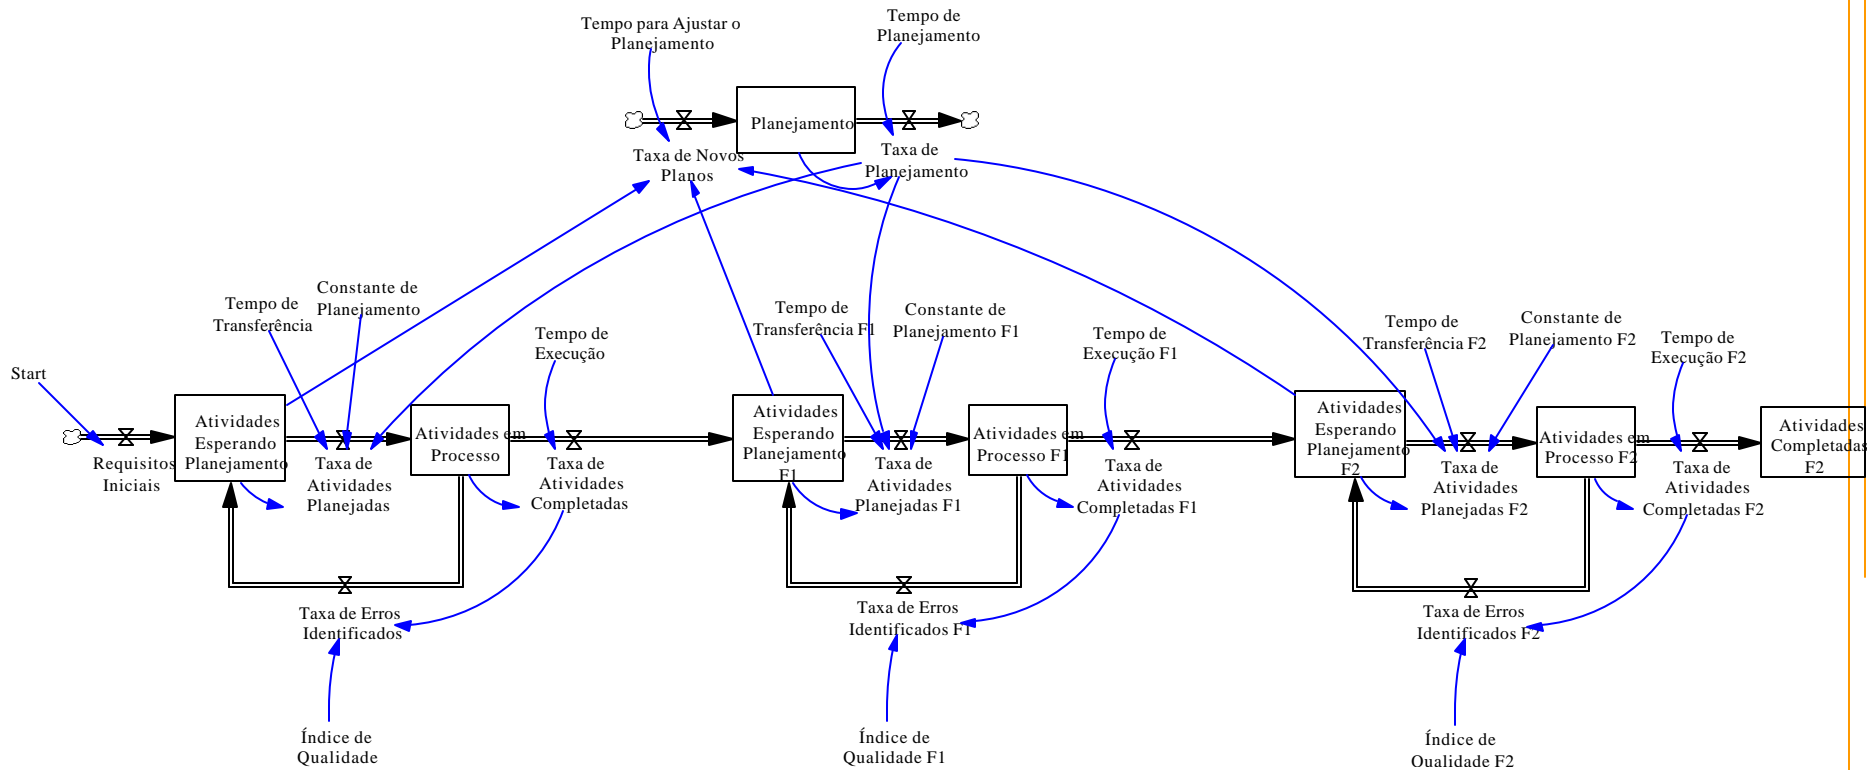 Tempo para Ajustar o
Planejamento
Tempo de
Planejamento
Planejamento
Taxa de Novos
Planos
Taxa de
Planejamento
Start
Requisitos
Iniciais
Atividades
Esperando
Planejamento
Tempo de
Transferência
Constante de
Planejamento
Taxa de
Atividades
Planejadas
Atividades em
Processo
Tempo de
Execução
Taxa de
Atividades
Completadas
Taxa de Erros
Identificados
Índice de
Qualidade
Atividades
Esperando
Planejamento
F1
Tempo de
Transferência F1
Constante de
Planejamento F1
Taxa de
Atividades
Planejadas F1
Atividades em
Processo F1
Tempo de
Execução F1
Taxa de
Atividades
Completadas F1
Taxa de Erros
Identificados F1
Índice de
Qualidade F1
Atividades
Esperando
Planejamento
F2
Tempo de
Transferência F2
Constante de
Planejamento F2
Taxa de
Atividades
Planejadas F2
Atividades em
Processo F2
Tempo de
Execução F2
Taxa de
Atividades
Completadas F2
Atividades
Completadas
F2
Taxa de Erros
Identificados F2
Índice de
Qualidade F2